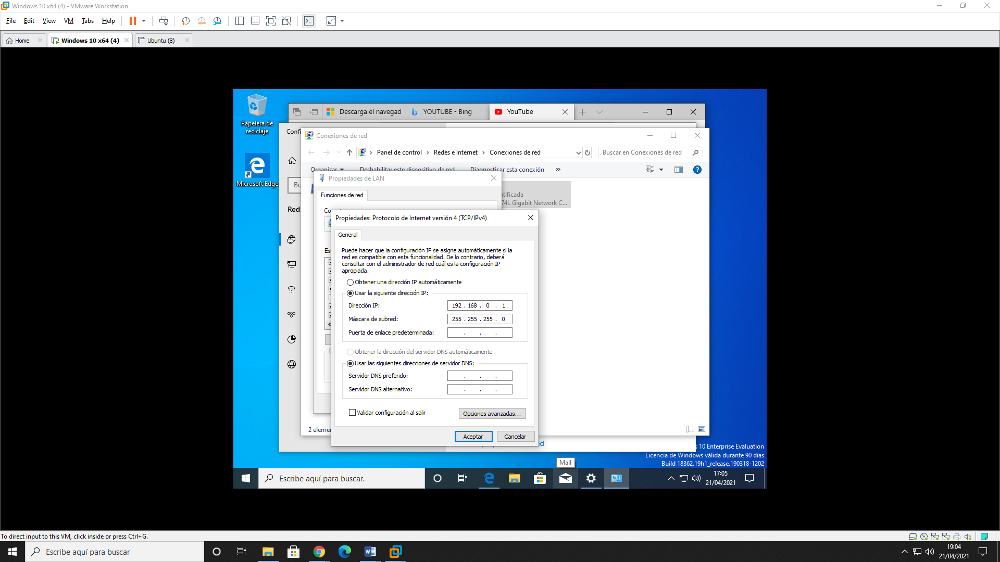 Windows 10 x64 (4) - VMware Workstation
File Edit View VM Tabs Help
Home Windows 10 x64 (4) Ubuntu (8)
Papelera de
reciclaje
Microsoft Edge
Descarga el navegad YOUTUBE - Bing YouTube
Confi
Conexiones de red
Panel de control Redes e Internet Conexiones de red Buscar en Conexiones de red
Organizar Deshabilitar este dispositivo de red Diagnosticar esta conexión »
Bu
Propiedades de LAN
Funciones de red
ntificada
74L Gigabit Network C...
Red
Propiedades: Protocolo de Internet versión 4 (TCP/IPv4)
General
Puede hacer que la configuración IP se asigne automáticamente si la
red es compatible con esta funcionalidad. De lo contrario, deberá
consultar con el administrador de red cuál es la configuración IP
apropiada.
Obtener una dirección IP automáticamente
Usar la siguiente dirección IP:
Dirección IP: 192 . 168 . 0 . 1
Máscara de subred: 255 . 255 . 255 . 0
Puerta de enlace predeterminada: . . .
Obtener la dirección del servidor DNS automáticamente
Usar las siguientes direcciones de servidor DNS:
Servidor DNS preferido: . . .
Servidor DNS alternativo: . . .
Validar configuración al salir Opciones avanzadas...
Aceptar Cancelar
2 elemen
ed
s 10 Enterprise Evaluation
Licencia de Windows válida durante 90 días
Build 18362.19h1_release.190318-1202
Mail
Escribe aquí para buscar. 17:05
21/04/2021
To direct input to this VM, click inside or press Ctrl+G.
Escribe aquí para buscar 19:04
21/04/2021